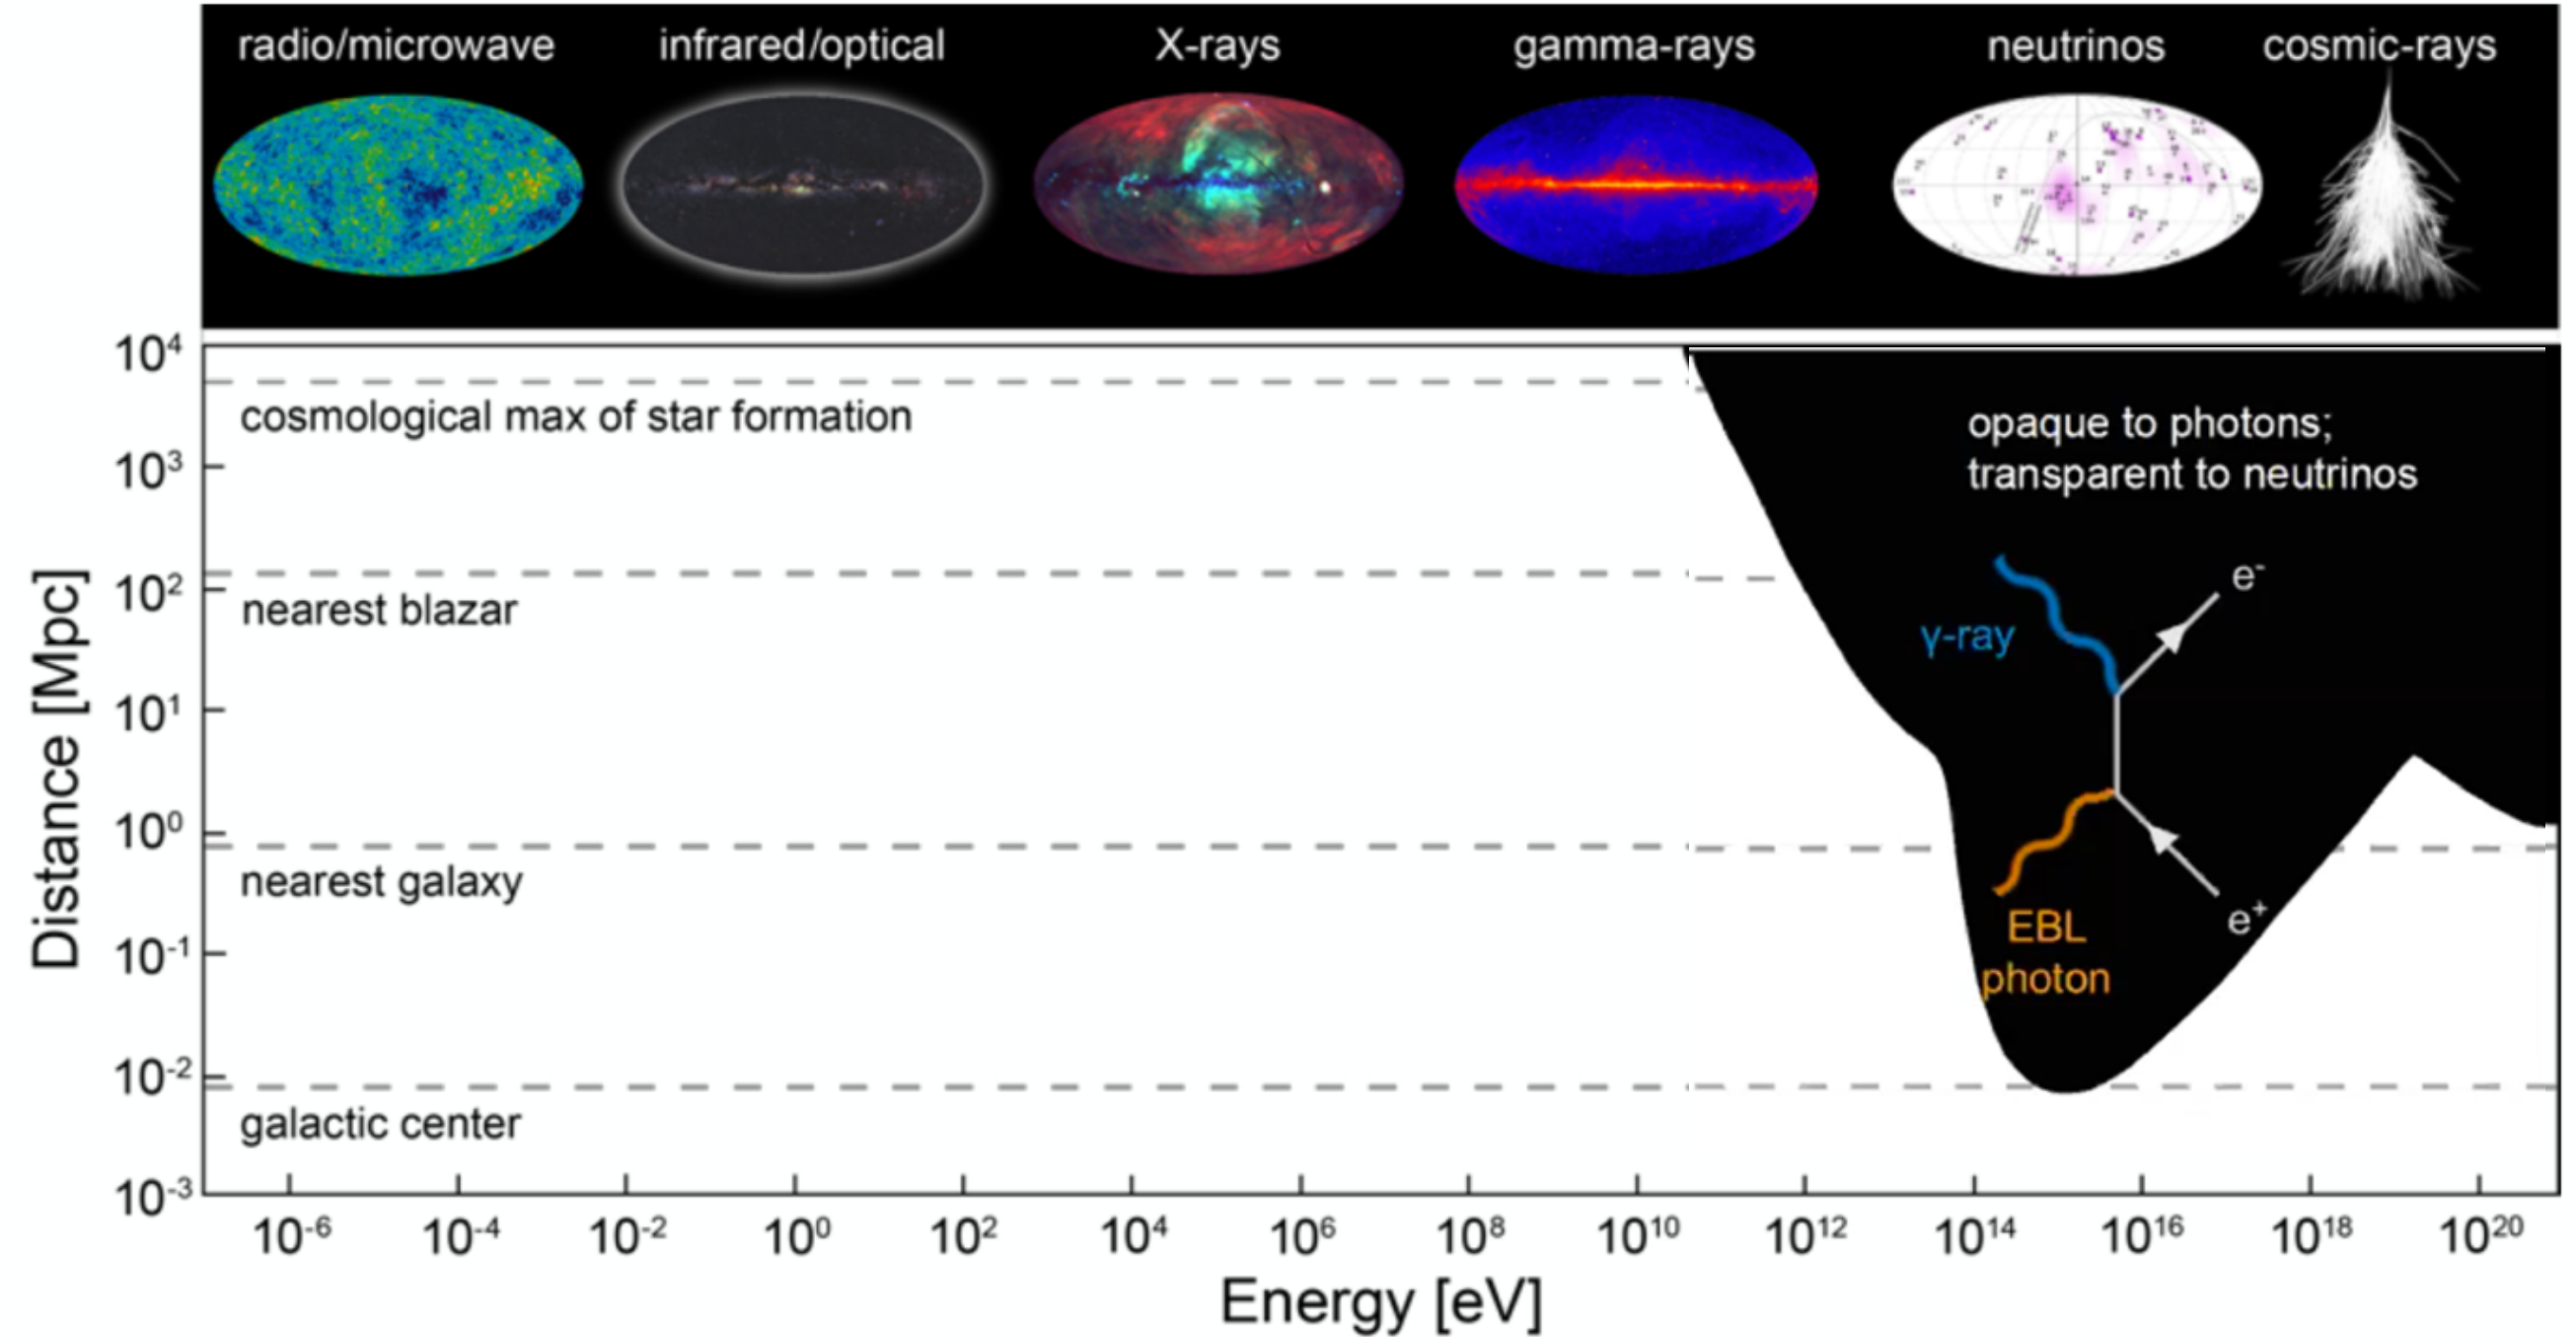 radio/microwave infrared/optical X-rays gamma-rays neutrinos cosmic-rays
10⁴
cosmological max of star formation
opaque to photons;
transparent to neutrinos
10³
10²
nearest blazar
e⁻
γ-ray
10¹
10⁰
nearest galaxy
e⁺
EBL
photon
10⁻¹
10⁻²
galactic center
10⁻³
Distance [Mpc]
10⁻⁶ 10⁻⁴ 10⁻² 10⁰ 10² 10⁴ 10⁶ 10⁸ 10¹⁰ 10¹² 10¹⁴ 10¹⁶ 10¹⁸ 10²⁰
Energy [eV]